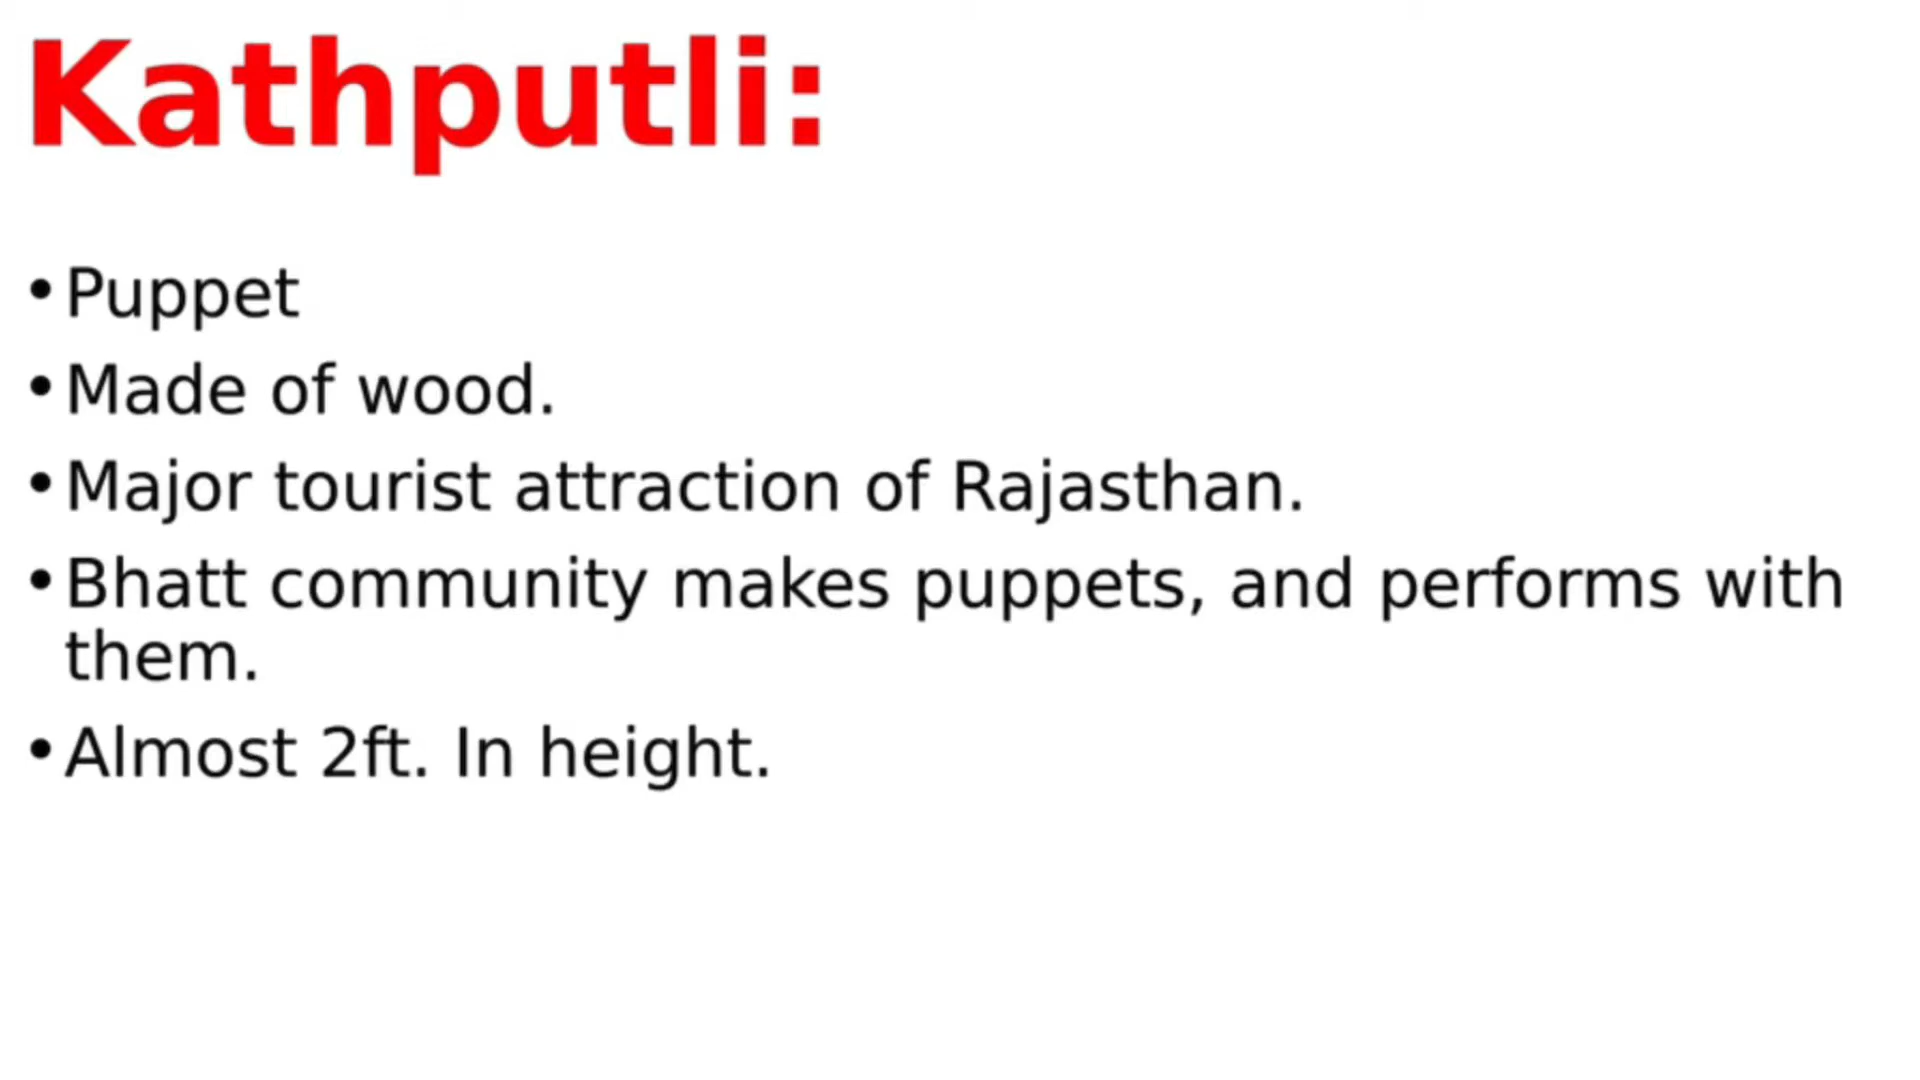 Kathputli:
• Puppet
• Made of wood.
• Major tourist attraction of Rajasthan.
• Bhatt community makes puppets, and performs with
them.
• Almost 2ft. In height.